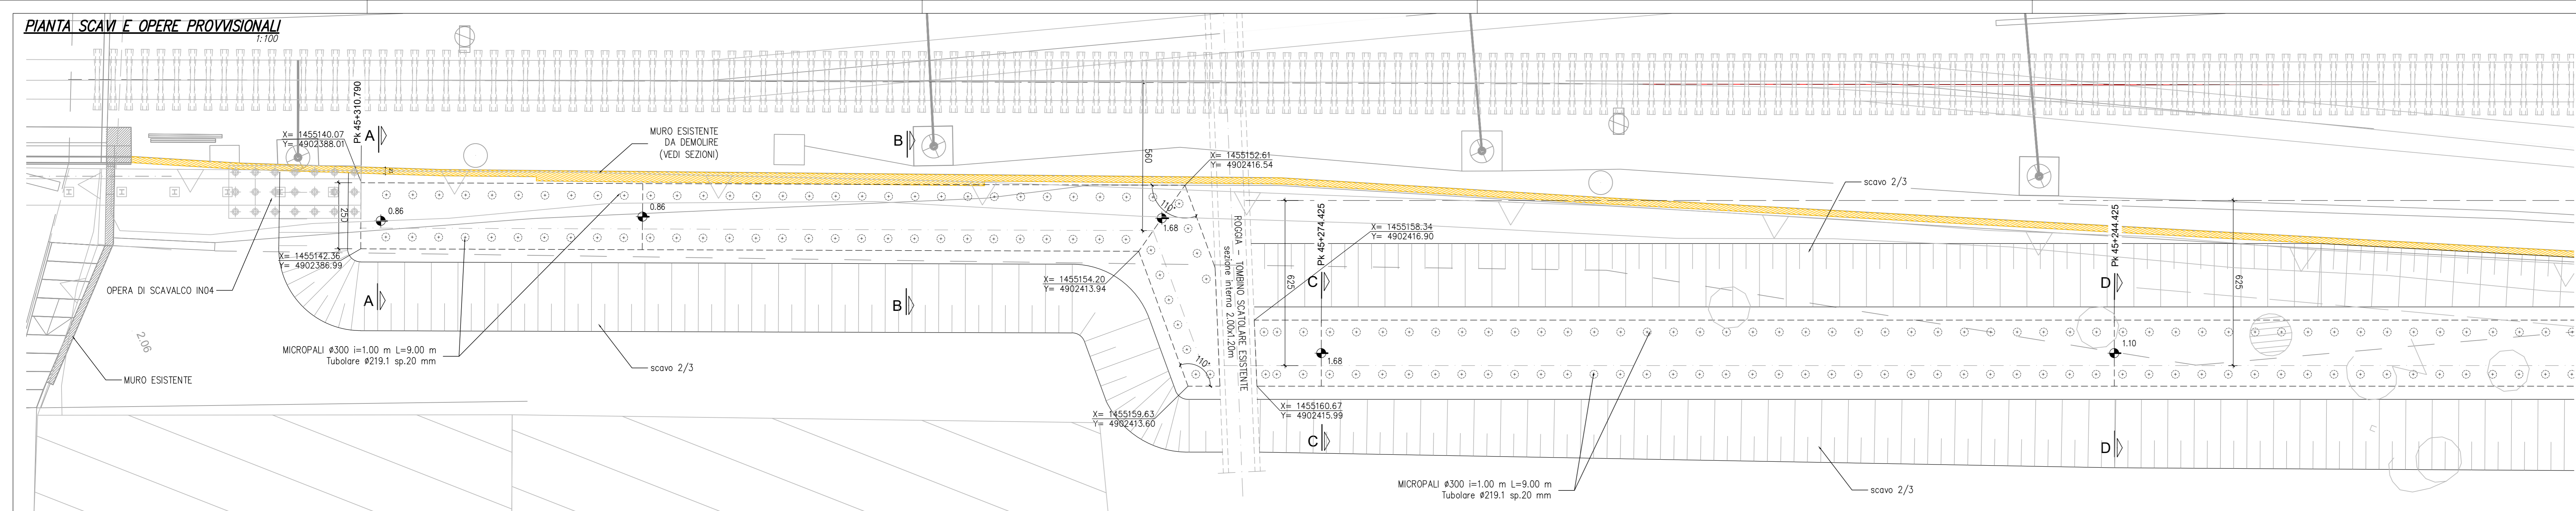 PIANTA SCAVI E OPERE PROVVISIONALI
1:100
Pk 45+310.790
X= 1455140.07
Y= 4902388.01
A
MURO ESISTENTE
DA DEMOLIRE
(VEDI SEZIONI)
B
560
X= 1455152.61
Y= 4902416.54
scavo 2/3
250
0.86
0.86
110°
1.68
ROGGIA - TOMBINO SCATOLARE ESISTENTE
sezione interna 2.00x1.20m
Pk 45+274.425
X= 1455158.34
Y= 4902416.90
Pk 45+244.425
X= 1455142.36
Y= 4902386.99
X= 1455154.20
Y= 4902413.94
625
C
D
625
OPERA DI SCAVALCO IN04
A
B
2.06
MICROPALI Ø300 i=1.00 m L=9.00 m
Tubolare Ø219.1 sp.20 mm
scavo 2/3
110°
1.68
1.10
MURO ESISTENTE
X= 1455159.63
Y= 4902413.60
X= 1455160.67
Y= 4902415.99
C
D
MICROPALI Ø300 i=1.00 m L=9.00 m
Tubolare Ø219.1 sp.20 mm
scavo 2/3